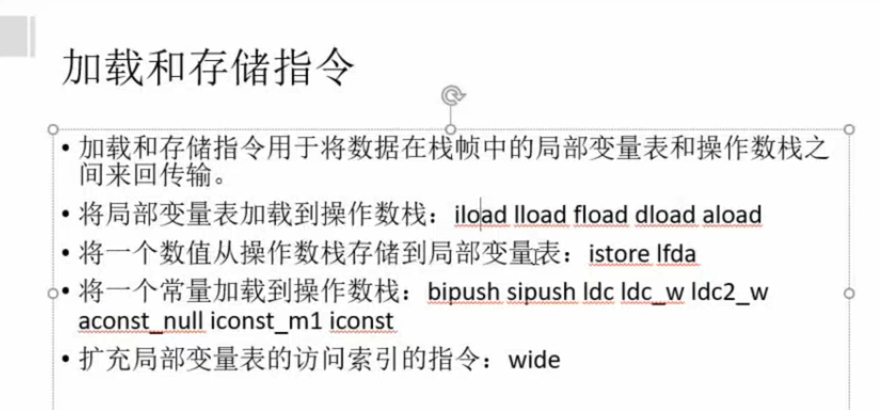 加载和存储指令
• 加载和存储指令用于将数据在栈帧中的局部变量表和操作数栈之
间来回传输。
• 将局部变量表加载到操作数栈：iload lload fload dload aload
• 将一个数值从操作数栈存储到局部变量表：istore lfda
• 将一个常量加载到操作数栈：bipush sipush ldc ldc_w ldc2_w
aconst_null iconst_m1 iconst
• 扩充局部变量表的访问索引的指令：wide